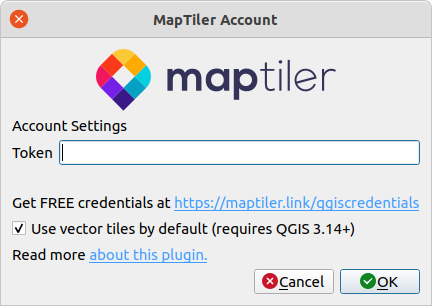 MapTiler Account
maptiler
Account Settings
Token
Get FREE credentials at https://maptiler.link/qgiscredentials
Use vector tiles by default (requires QGIS 3.14+)
Read more about this plugin.
Cancel OK